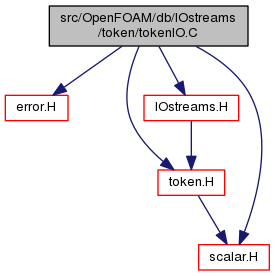 src/OpenFOAM/db/IOstreams
/token/tokenIO.C
error.H
IOstreams.H
token.H
scalar.H